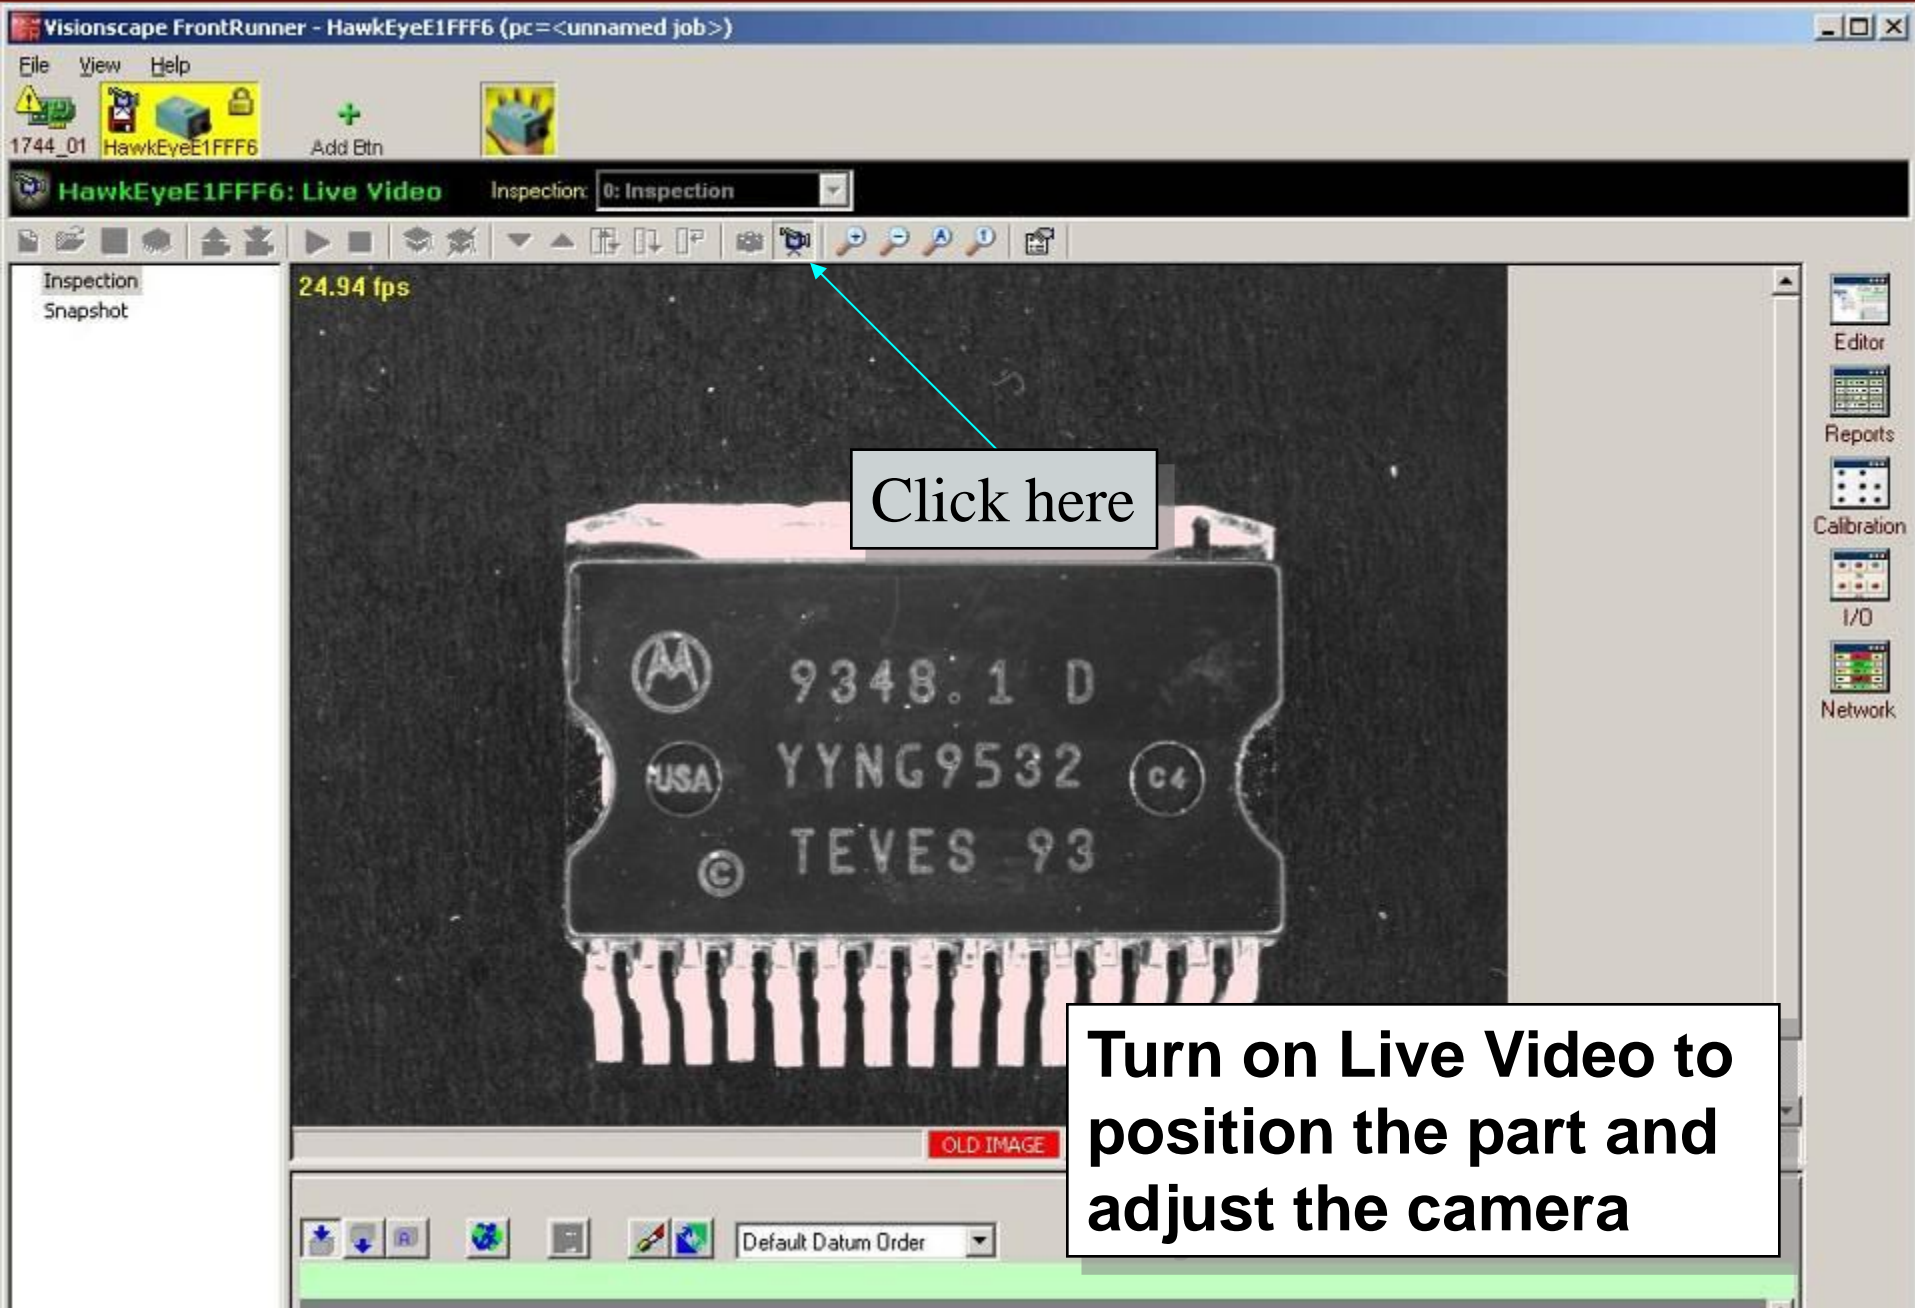 Visionscape FrontRunner - HawkEyeE1FFF6 (pc=<unnamed job>)
File View Help
1744_01 HawkEyeE1FFF6 Add Btn
HawkEyeE1FFF6: Live Video Inspection: 0: Inspection
Inspection
Snapshot
24.94 fps
Click here
9348.1 D
USA YYNG9532 C4
© TEVES 93
Editor
Reports
Calibration
I/O
Network
Turn on Live Video to
position the part and
adjust the camera
OLD IMAGE
Default Datum Order